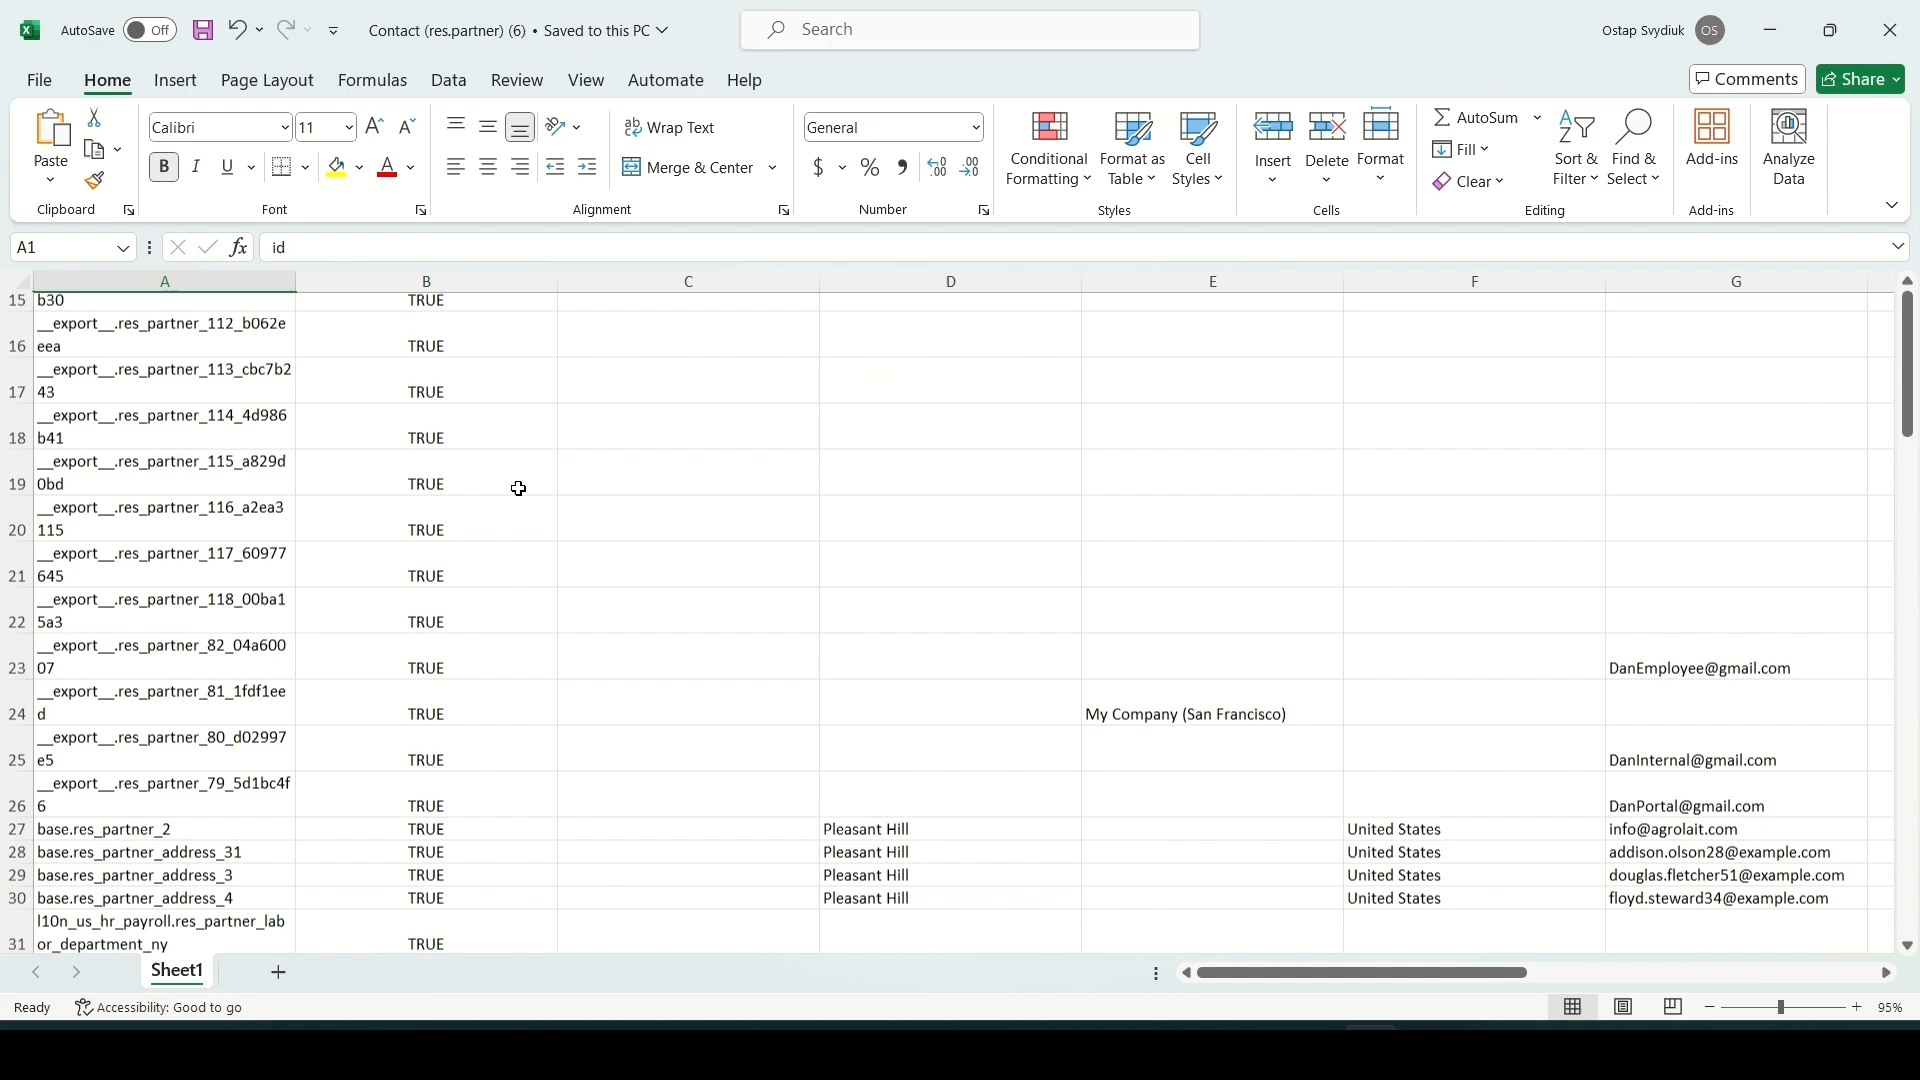 AutoSave Off Contact (res.partner) (6) • Saved to this PC Search Ostap Svydiuk OS
File Home Insert Page Layout Formulas Data Review View Automate Help Comments Share
Paste Calibri 11 Wrap Text General Conditional Formatting Format as Table Cell Styles Insert Delete Format AutoSum Sort & Filter Find & Select Add-ins Analyze Data
B I U A Merge & Center $ % Fill Clear
Clipboard Font Alignment Number Styles Cells Editing Add-ins
A1 fx id
A B C D E F G
15 b30 TRUE
__export__.res_partner_112_b062e
16 eea TRUE
__export__.res_partner_113_cbc7b2
17 43 TRUE
__export__.res_partner_114_4d986
18 b41 TRUE
__export__.res_partner_115_a829d
19 0bd TRUE
__export__.res_partner_116_a2ea3
20 115 TRUE
__export__.res_partner_117_60977
21 645 TRUE
__export__.res_partner_118_00ba1
22 5a3 TRUE
__export__.res_partner_82_04a600
23 07 TRUE DanEmployee@gmail.com
__export__.res_partner_81_1fdf1ee
24 d TRUE My Company (San Francisco)
__export__.res_partner_80_d02997
25 e5 TRUE DanInternal@gmail.com
__export__.res_partner_79_5d1bc4f
26 6 TRUE DanPortal@gmail.com
27 base.res_partner_2 TRUE Pleasant Hill United States info@agrolait.com
28 base.res_partner_address_31 TRUE Pleasant Hill United States addison.olson28@example.com
29 base.res_partner_address_3 TRUE Pleasant Hill United States douglas.fletcher51@example.com
30 base.res_partner_address_4 TRUE Pleasant Hill United States floyd.steward34@example.com
l10n_us_hr_payroll.res_partner_lab
31 or_department_ny TRUE
Sheet1
Ready Accessibility: Good to go 95%